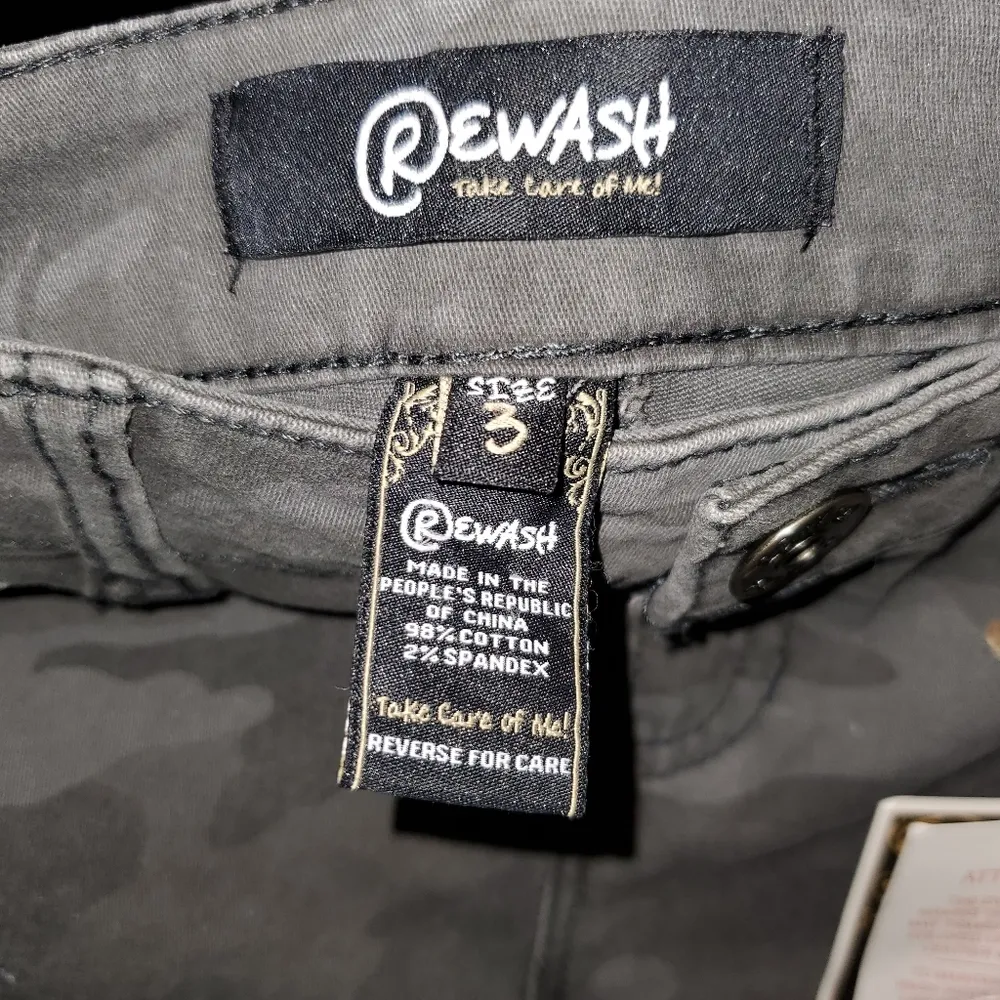 REWASH
Take Care of Me!
SIZE
3
REWASH
MADE IN THE
PEOPLE'S REPUBLIC
OF CHINA
98% COTTON
2% SPANDEX
Take Care of Me!
REVERSE FOR CARE